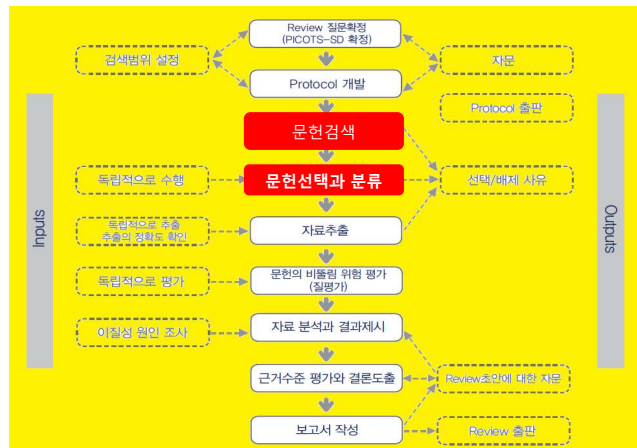 Review 질문확정
(PICOTS-SD 확정)
검색범위 설정
자문
Protocol 개발
Protocol 출판
문헌검색
독립적으로 수행
문헌선택과 분류
선택/배제 사유
Inputs
Outputs
독립적으로 추출
추출의 정확도 확인
자료추출
독립적으로 평가
문헌의 비뚤림 위험 평가
(질평가)
이질성 원인 조사
자료 분석과 결과제시
근거수준 평가와 결론도출
Review초안에 대한 자문
보고서 작성
Review 출판